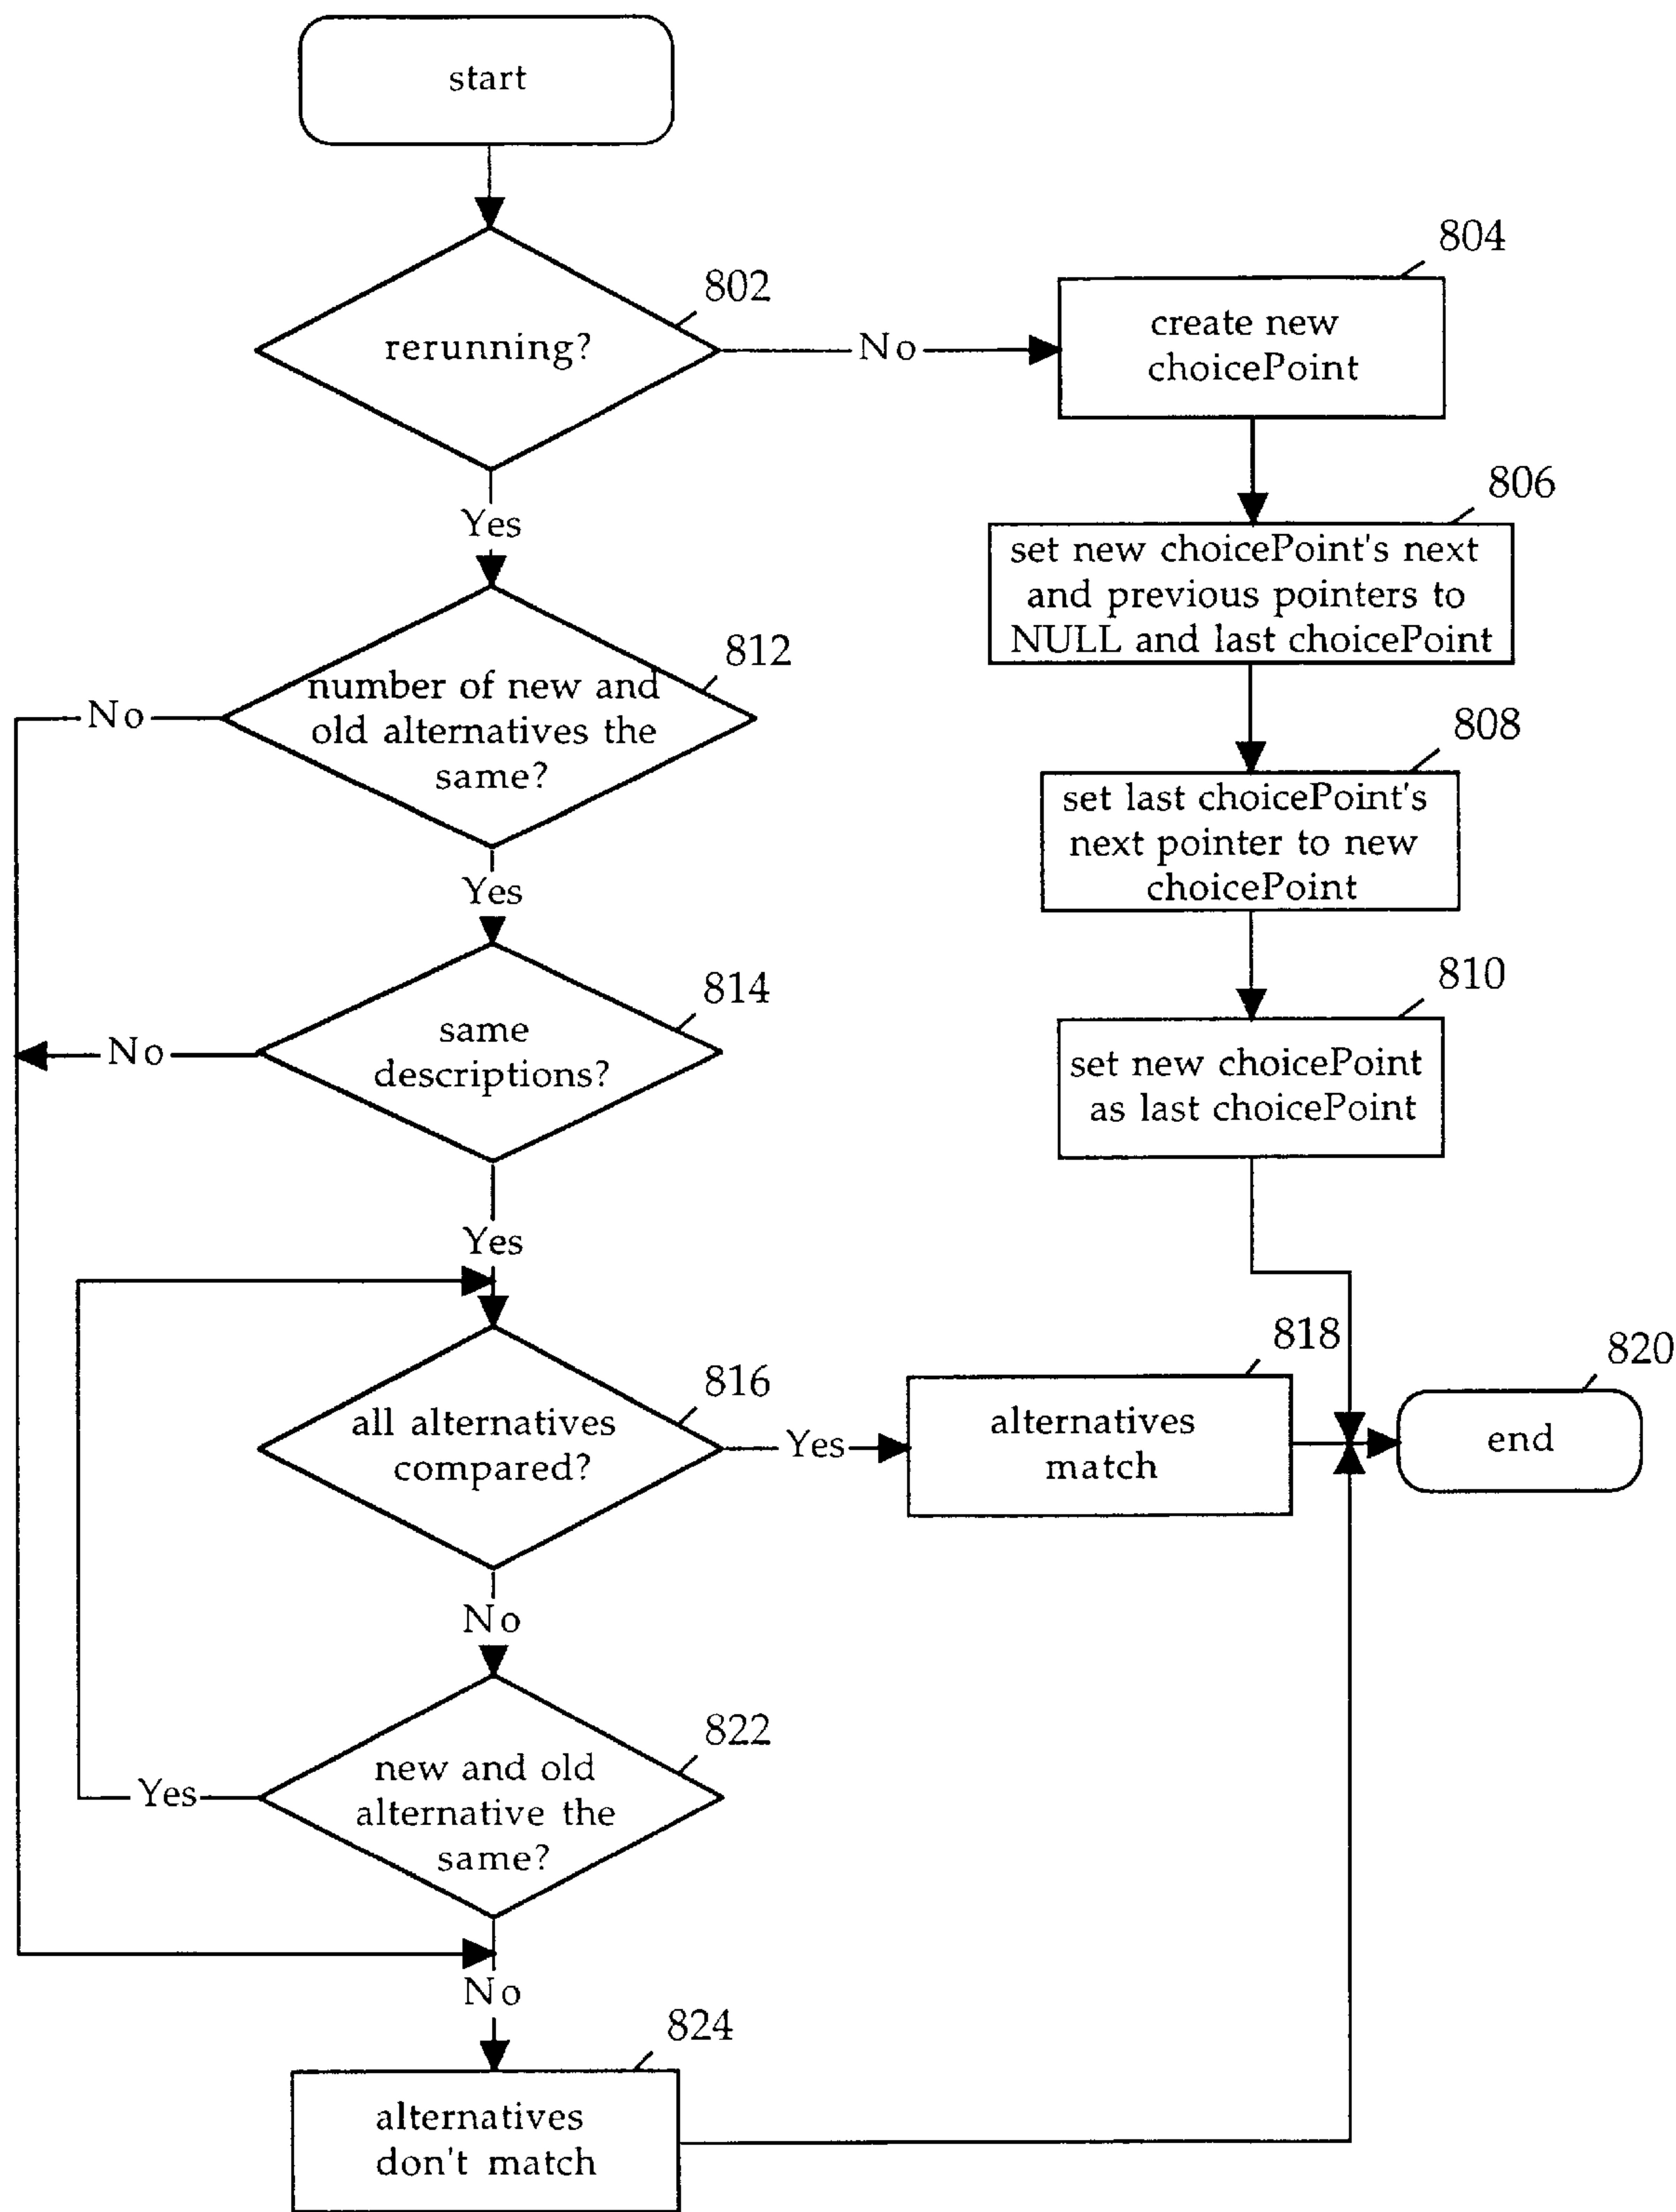 start
802
rerunning?
No
804
create new
choicePoint
Yes
806
set new choicePoint's next
and previous pointers to
NULL and last choicePoint
808
set last choicePoint's
next pointer to new
choicePoint
810
set new choicePoint
as last choicePoint
812
number of new and
old alternatives the
same?
No
Yes
814
same
descriptions?
No
Yes
816
all alternatives
compared?
Yes
818
alternatives
match
820
end
No
822
new and old
alternative the
same?
Yes
No
824
alternatives
don't match